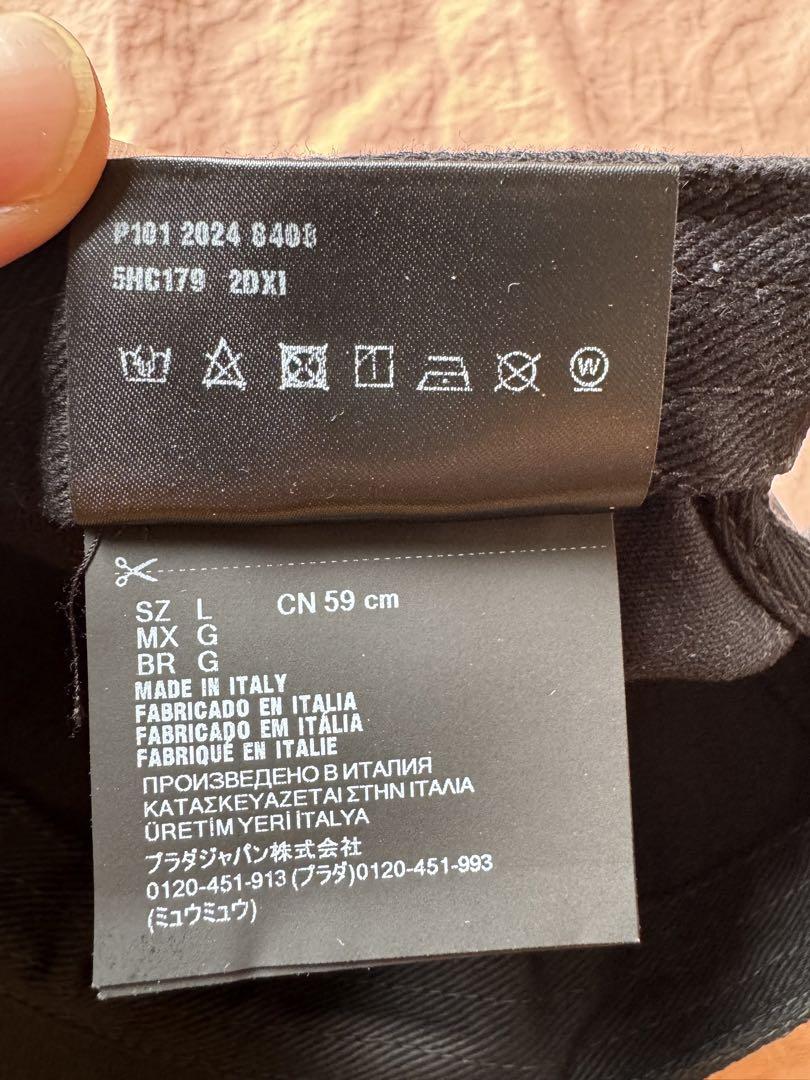 P101 2024 8408
5HC179 2DXI
W
SZ L CN 59 cm
MX G
BR G
MADE IN ITALY
FABRICADO EN ITALIA
FABRICADO EM ITÁLIA
FABRIQUÉ EN ITALIE
ПРОИЗВЕДЕНО В ИТАЛИЯ
ΚΑΤΑΣΚΕΥΑΖΕΤΑΙ ΣΤΗΝ ΙΤΑΛΙΑ
ÜRETİM YERİ İTALYA
プラダジャパン株式会社
0120-451-913 (プラダ)0120-451-993
(ミュウミュウ)